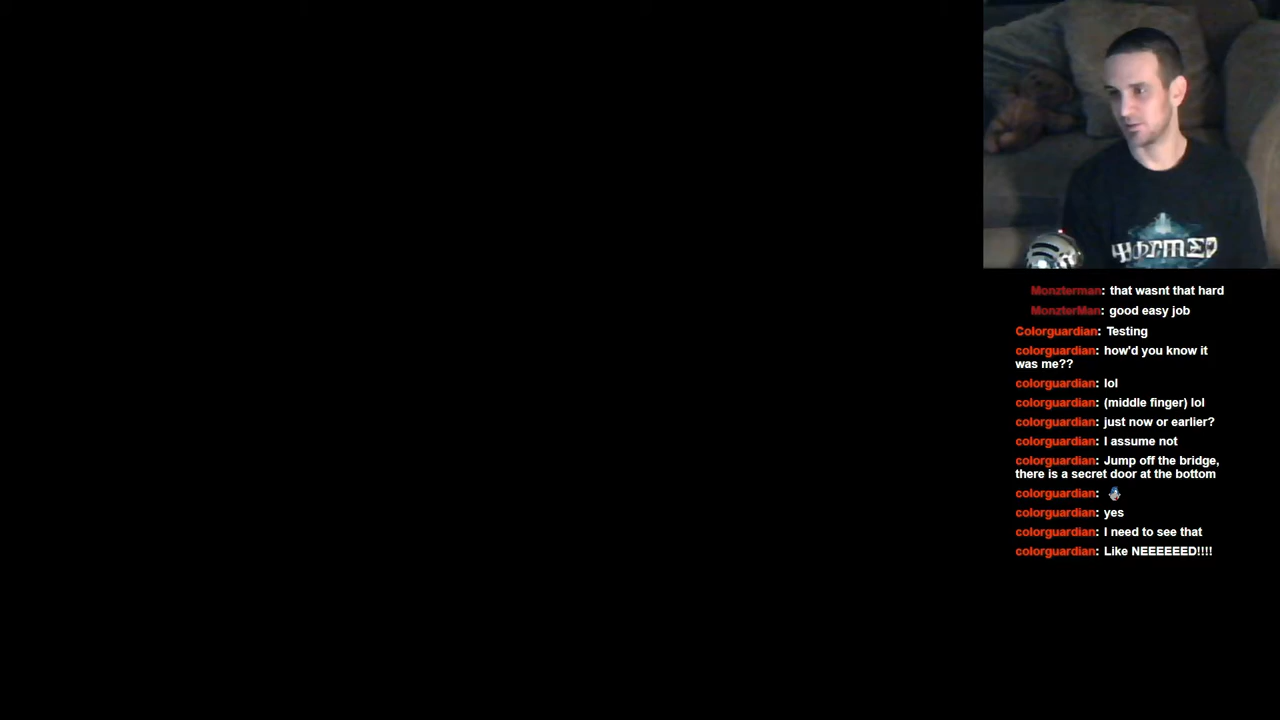 Monzterman: that wasnt that hard
MonzterMan: good easy job
Colorguardian: Testing
colorguardian: how'd you know it
was me??
colorguardian: lol
colorguardian: (middle finger) lol
colorguardian: just now or earlier?
colorguardian: I assume not
colorguardian: Jump off the bridge,
there is a secret door at the bottom
colorguardian:
colorguardian: yes
colorguardian: I need to see that
colorguardian: Like NEEEEEED!!!!